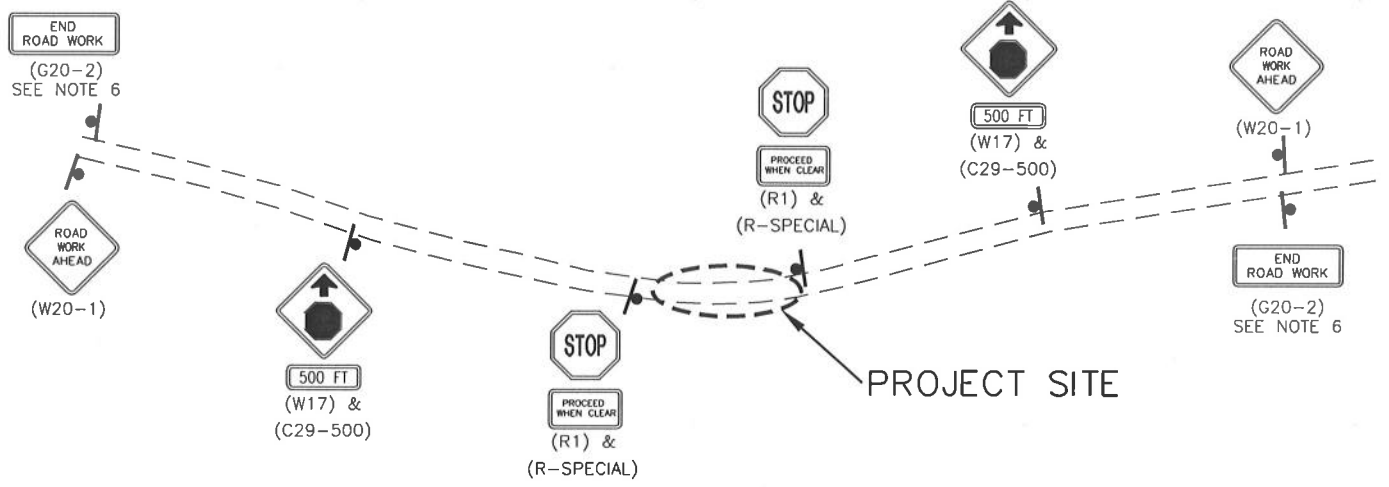 END
ROAD WORK
(G20-2)
SEE NOTE 6
ROAD
WORK
AHEAD
(W20-1)
500 FT
(W17) &
(C29-500)
STOP
PROCEED
WHEN CLEAR
(R1) &
(R-SPECIAL)
STOP
PROCEED
WHEN CLEAR
(R1) &
(R-SPECIAL)
PROJECT SITE
500 FT
(W17) &
(C29-500)
ROAD
WORK
AHEAD
(W20-1)
END
ROAD WORK
(G20-2)
SEE NOTE 6